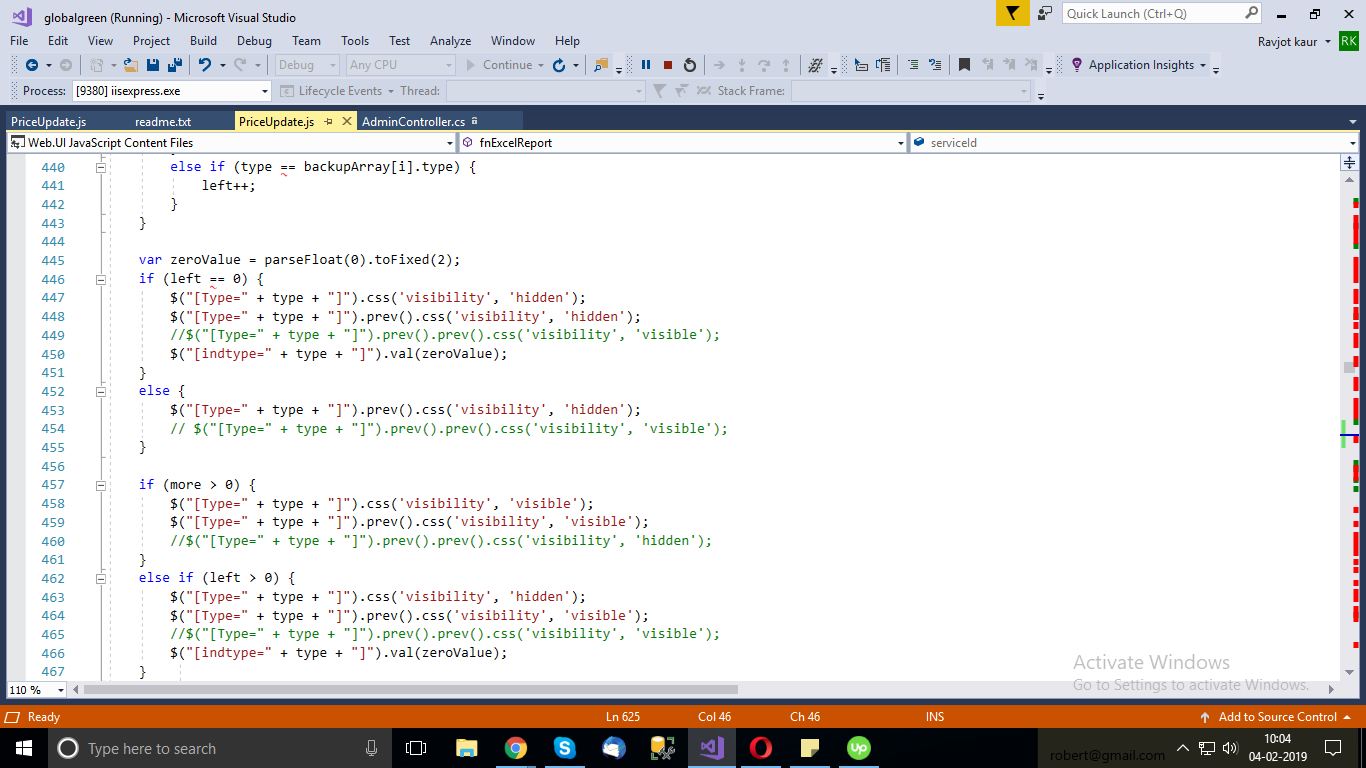 globalgreen (Running) - Microsoft Visual Studio
Quick Launch (Ctrl+Q)
File Edit View Project Build Debug Team Tools Test Analyze Window Help
Ravjot kaur RK
Debug Any CPU Continue Application Insights
Process: [9380] iisexpress.exe Lifecycle Events Thread: Stack Frame:
PriceUpdate.js readme.txt PriceUpdate.js AdminController.cs
Web.UI JavaScript Content Files fnExcelReport serviceId
440 else if (type == backupArray[i].type) {
441 left++;
442 }
443 }
444
445 var zeroValue = parseFloat(0).toFixed(2);
446 if (left == 0) {
447 $("[Type=" + type + "]").css('visibility', 'hidden');
448 $("[Type=" + type + "]").prev().css('visibility', 'hidden');
449 //$("[Type=" + type + "]").prev().prev().css('visibility', 'visible');
450 $("[indtype=" + type + "]").val(zeroValue);
451 }
452 else {
453 $("[Type=" + type + "]").prev().css('visibility', 'hidden');
454 // $("[Type=" + type + "]").prev().prev().css('visibility', 'visible');
455 }
456
457 if (more > 0) {
458 $("[Type=" + type + "]").css('visibility', 'visible');
459 $("[Type=" + type + "]").prev().css('visibility', 'visible');
460 //$("[Type=" + type + "]").prev().prev().css('visibility', 'hidden');
461 }
462 else if (left > 0) {
463 $("[Type=" + type + "]").css('visibility', 'hidden');
464 $("[Type=" + type + "]").prev().css('visibility', 'visible');
465 //$("[Type=" + type + "]").prev().prev().css('visibility', 'visible');
466 $("[indtype=" + type + "]").val(zeroValue);
467 }
Activate Windows
Go to Settings to activate Windows.
110 %
Ready Ln 625 Col 46 Ch 46 INS Add to Source Control
Type here to search
up
robert@gmail.com
10:04
04-02-2019